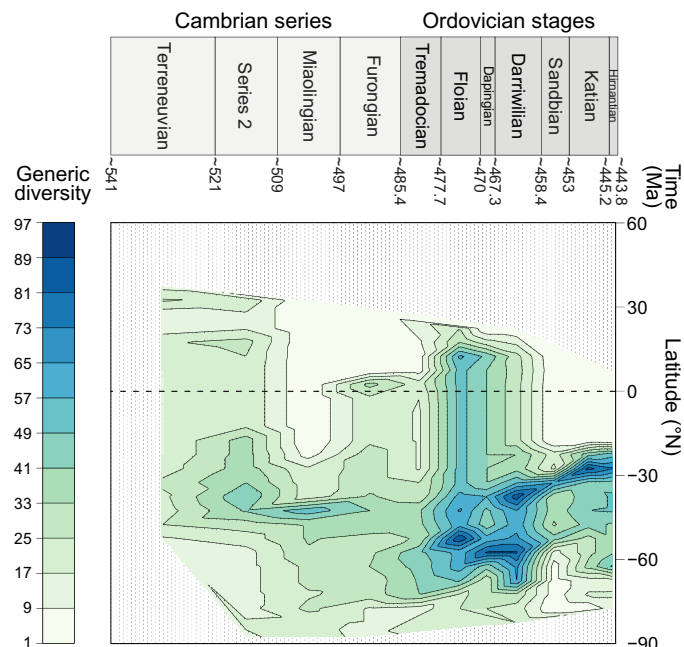 Cambrian series
Ordovician stages
Terreneuvian
Series 2
Miaolingian
Furongian
Tremadocian
Floian
Dapingian
Darriwilian
Sandbian
Katian
Hirnantian
~541
~521
~509
~497
~485.4
~477.7
~470
~467.3
~458.4
~453
~445.2
~443.8
Time
(Ma)
Generic
diversity
97
89
81
73
65
57
49
41
33
25
17
9
1
60
30
0
−30
−60
−90
Latitude (°N)